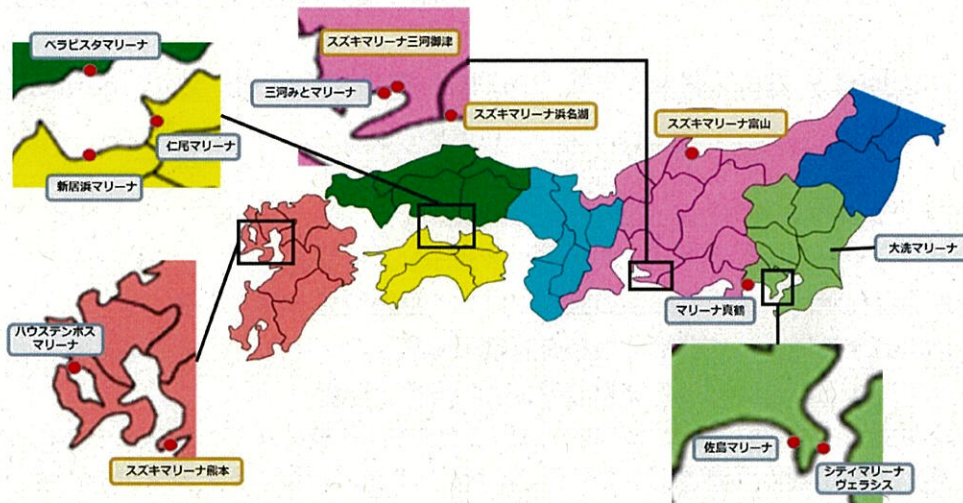 ベラビスタマリーナ
仁尾マリーナ
新居浜マリーナ
スズキマリーナ三河御津
三河みとマリーナ
スズキマリーナ浜名湖
スズキマリーナ富山
大洗マリーナ
マリーナ真鶴
ハウステンボス
マリーナ
スズキマリーナ熊本
佐島マリーナ
シティマリーナ
ヴェラシス